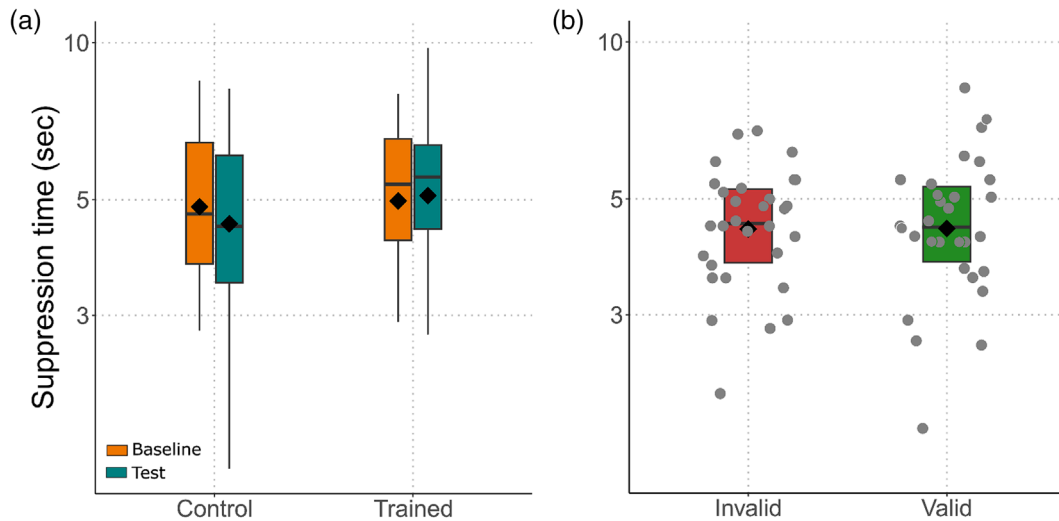 (a)
Suppression time (sec)
10
5
3
Baseline
Test
Control Trained
(b)
10
5
3
Invalid Valid